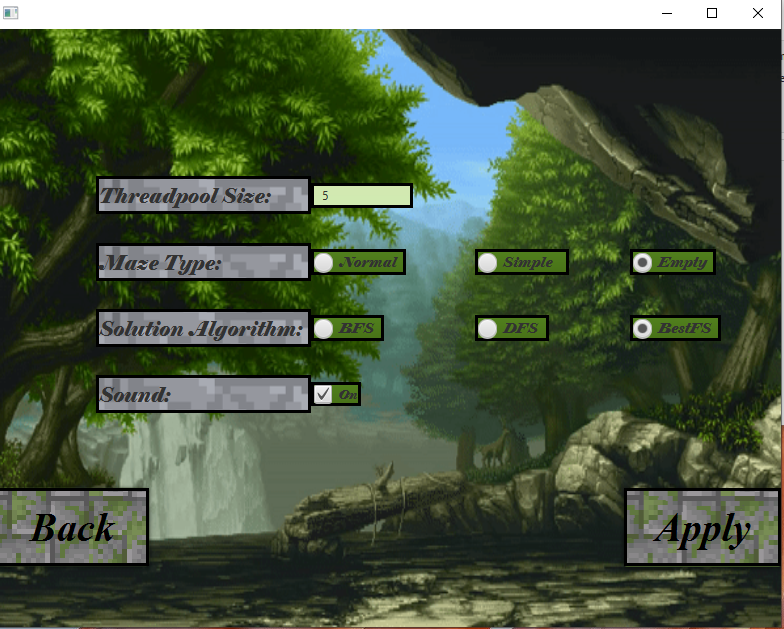 Threadpool Size: 5
Maze Type: Normal Simple Empty
Solution Algorithm: BFS DFS BestFS
Sound: On
Back Apply